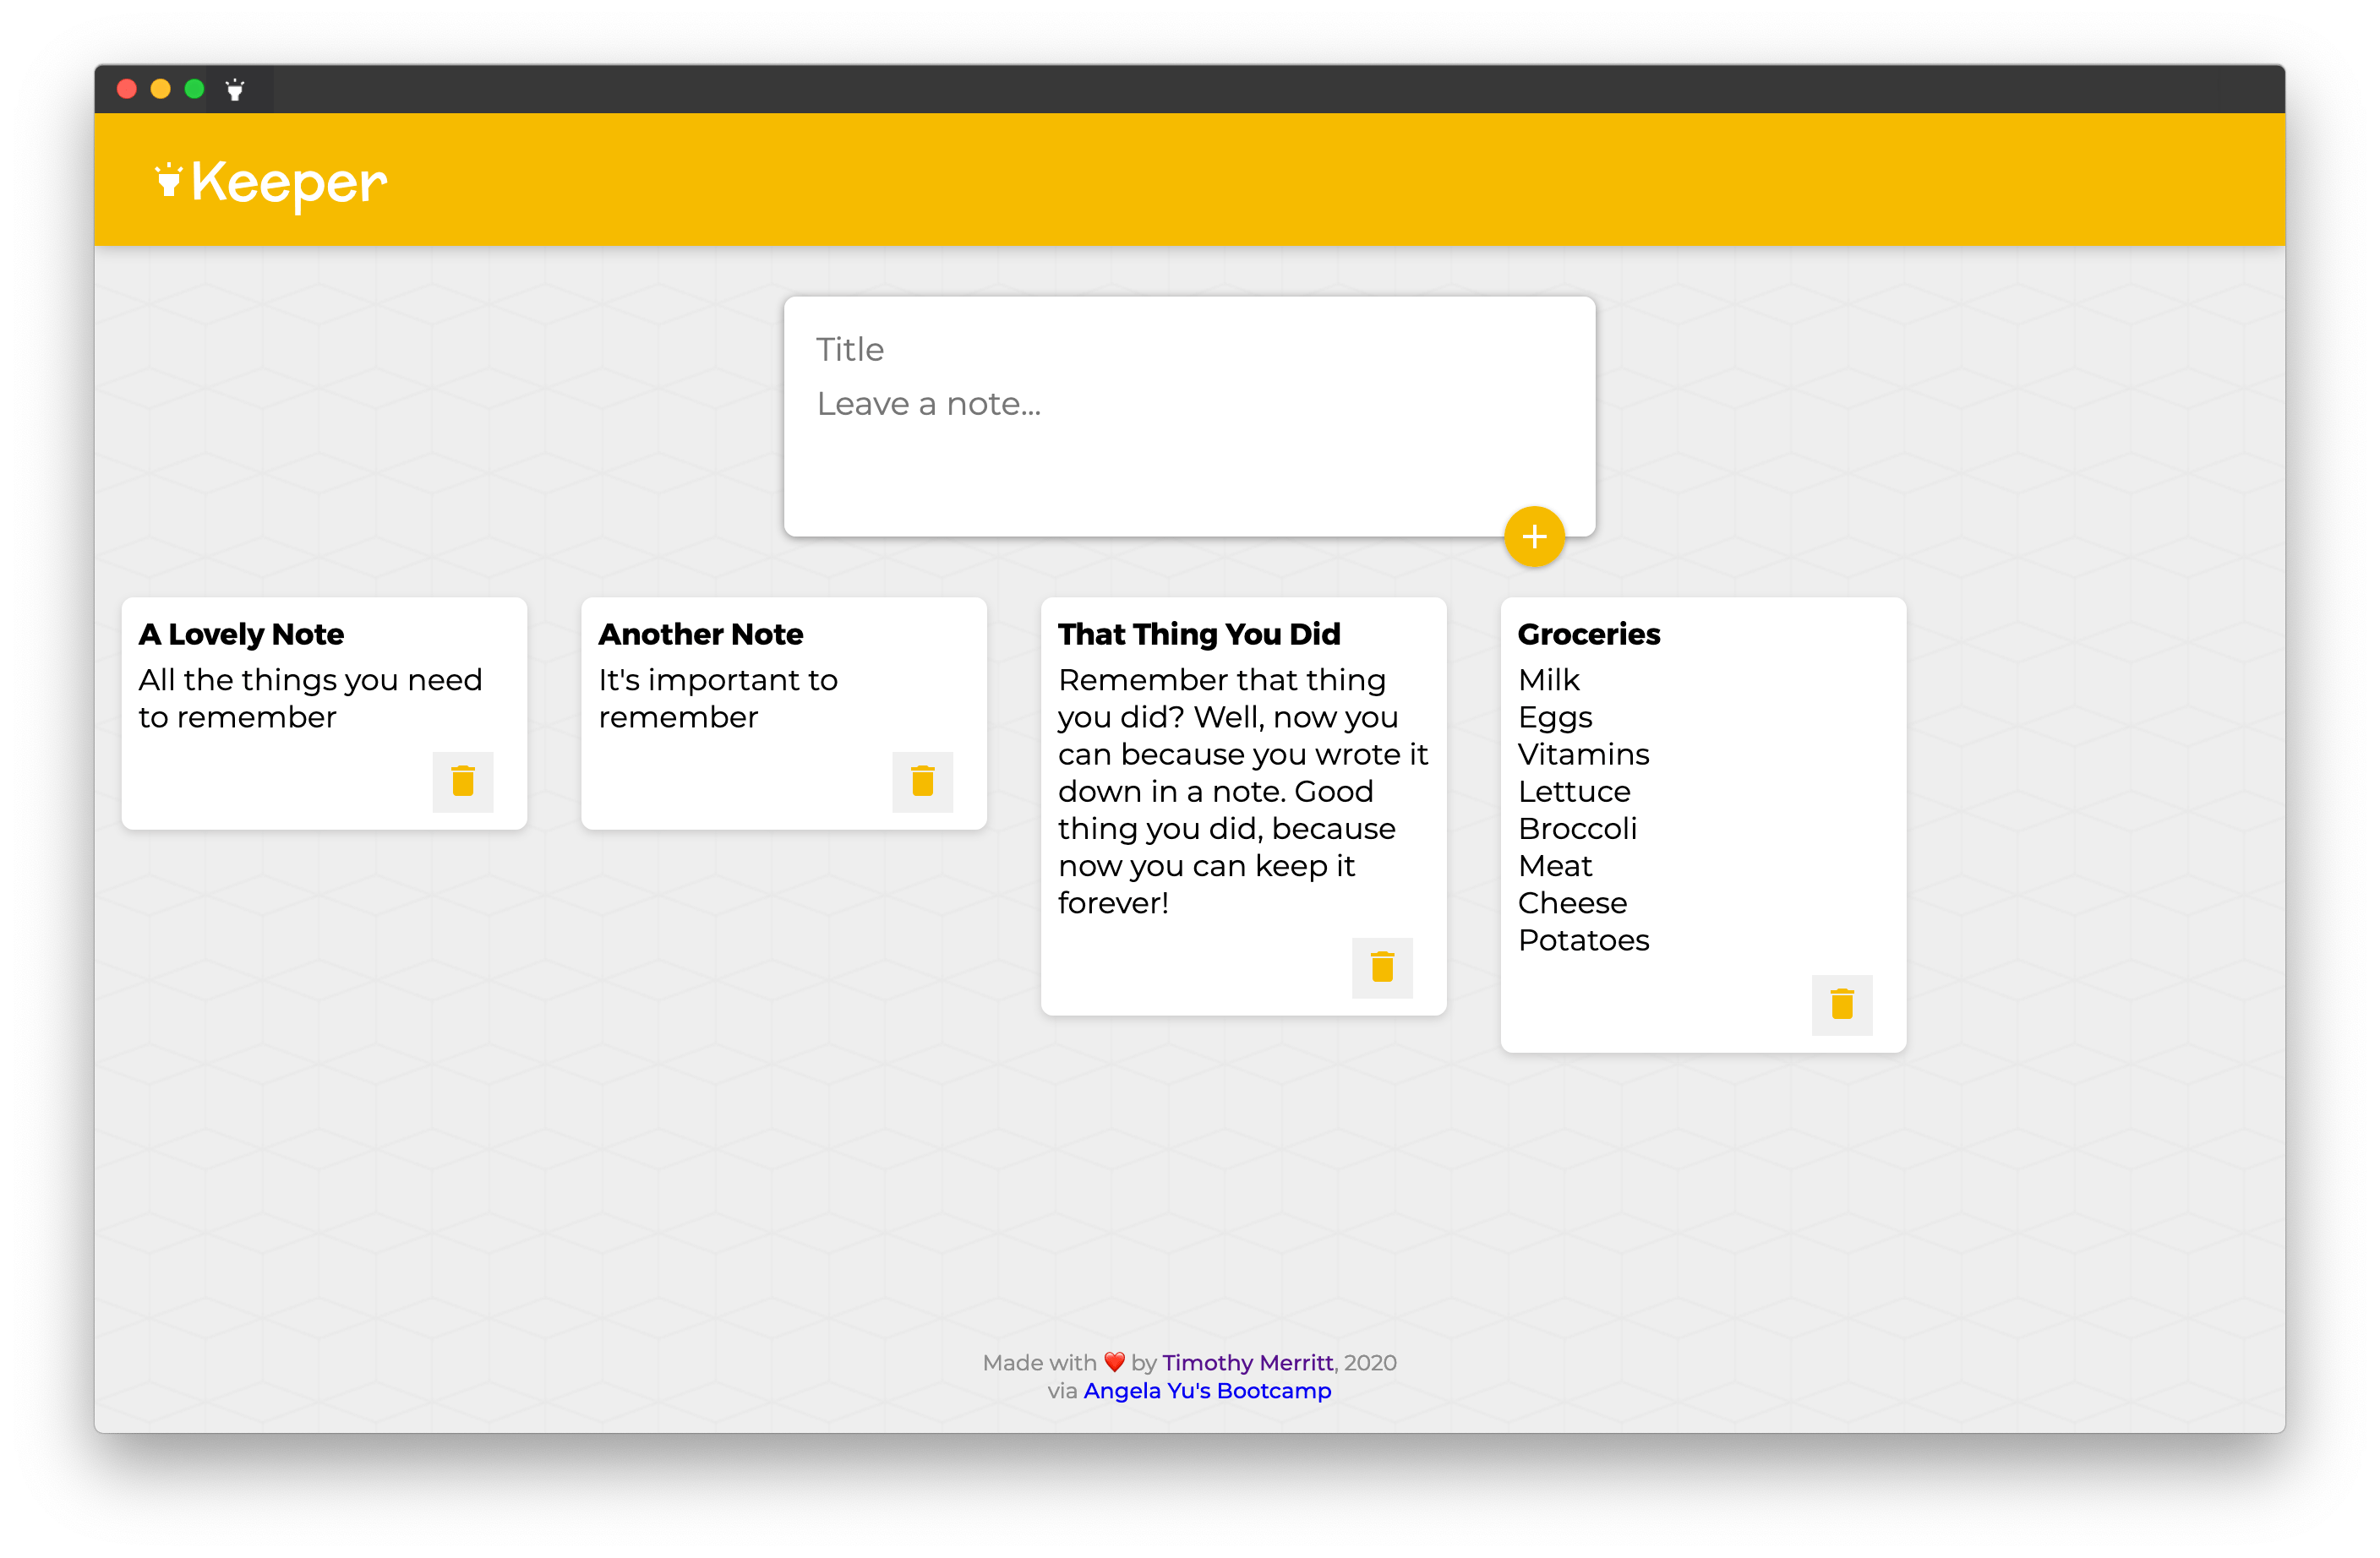 Keeper
Title
Leave a note...
A Lovely Note
All the things you need
to remember
Another Note
It's important to
remember
That Thing You Did
Remember that thing
you did? Well, now you
can because you wrote it
down in a note. Good
thing you did, because
now you can keep it
forever!
Groceries
Milk
Eggs
Vitamins
Lettuce
Broccoli
Meat
Cheese
Potatoes
Made with ❤️ by Timothy Merritt, 2020
via Angela Yu's Bootcamp